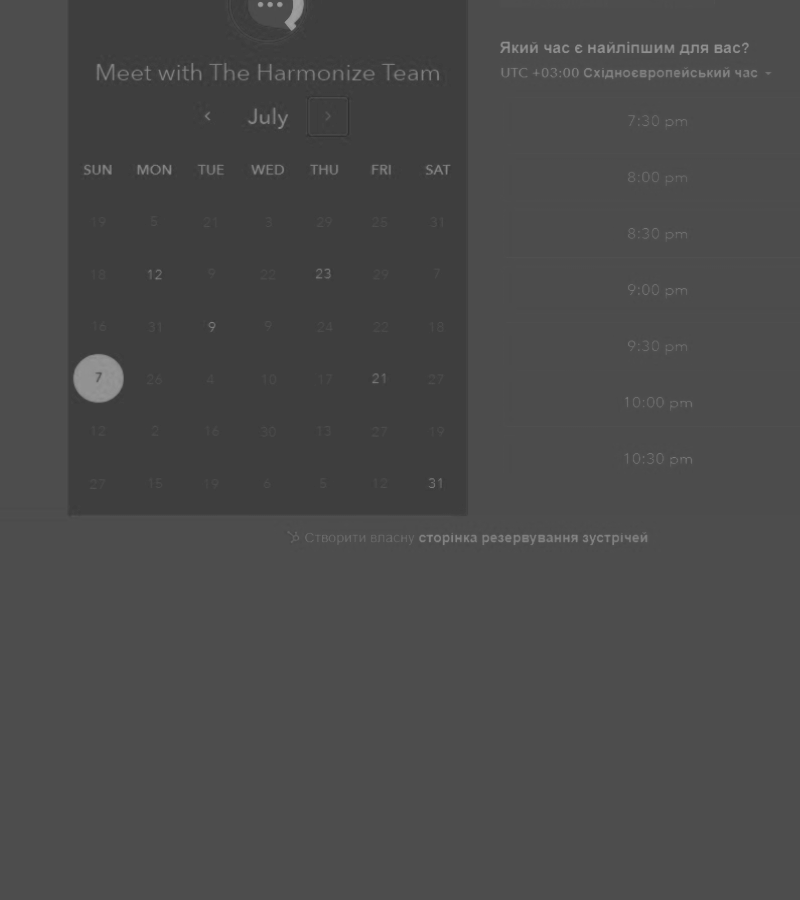 Meet with The Harmonize Team
July
SUN MON TUE WED THU FRI SAT
19 5 21 3 29 25 31
18 12 9 22 23 29 7
16 31 9 9 24 22 18
7 26 4 10 17 21 27
12 2 16 30 13 27 19
27 15 19 6 5 12 31
Який час є найліпшим для вас?
UTC +03:00 Східноєвропейський час
7:30 pm
8:00 pm
8:30 pm
9:00 pm
9:30 pm
10:00 pm
10:30 pm
Створити власну сторінка резервування зустрічей